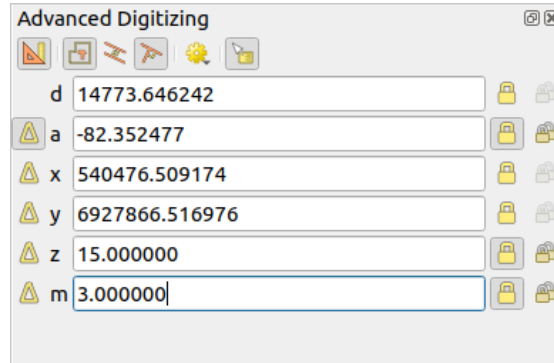 Advanced Digitizing
d 14773.646242
a -82.352477
x 540476.509174
y 6927866.516976
z 15.000000
m 3.000000